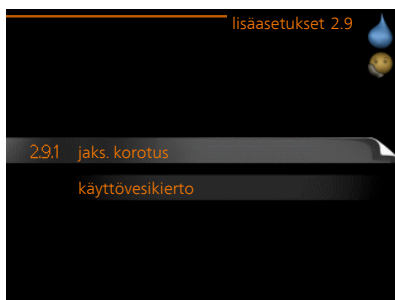 lisäasetukset 2.9
2.9.1 jaks. korotus
käyttövesikierto